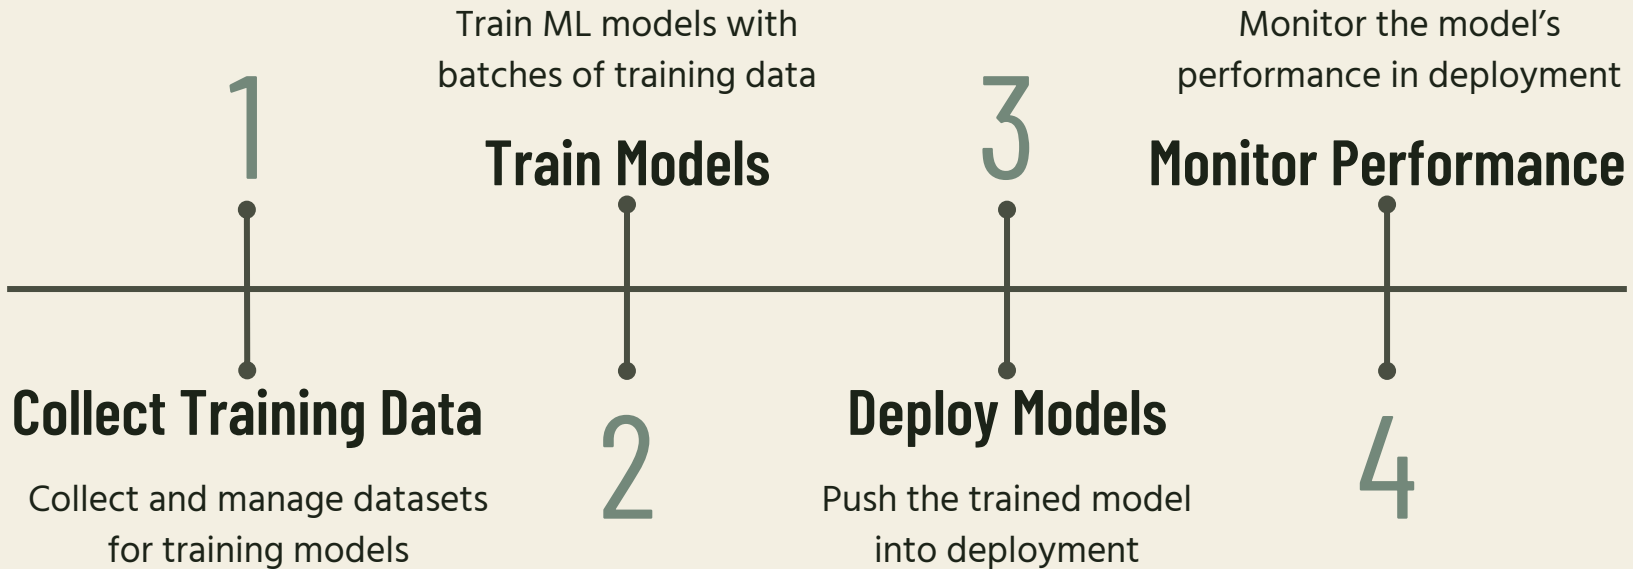 1
Collect Training Data
Collect and manage datasets
for training models
Train ML models with
batches of training data
Train Models
2
3
Deploy Models
Push the trained model
into deployment
Monitor the model’s
performance in deployment
Monitor Performance
4